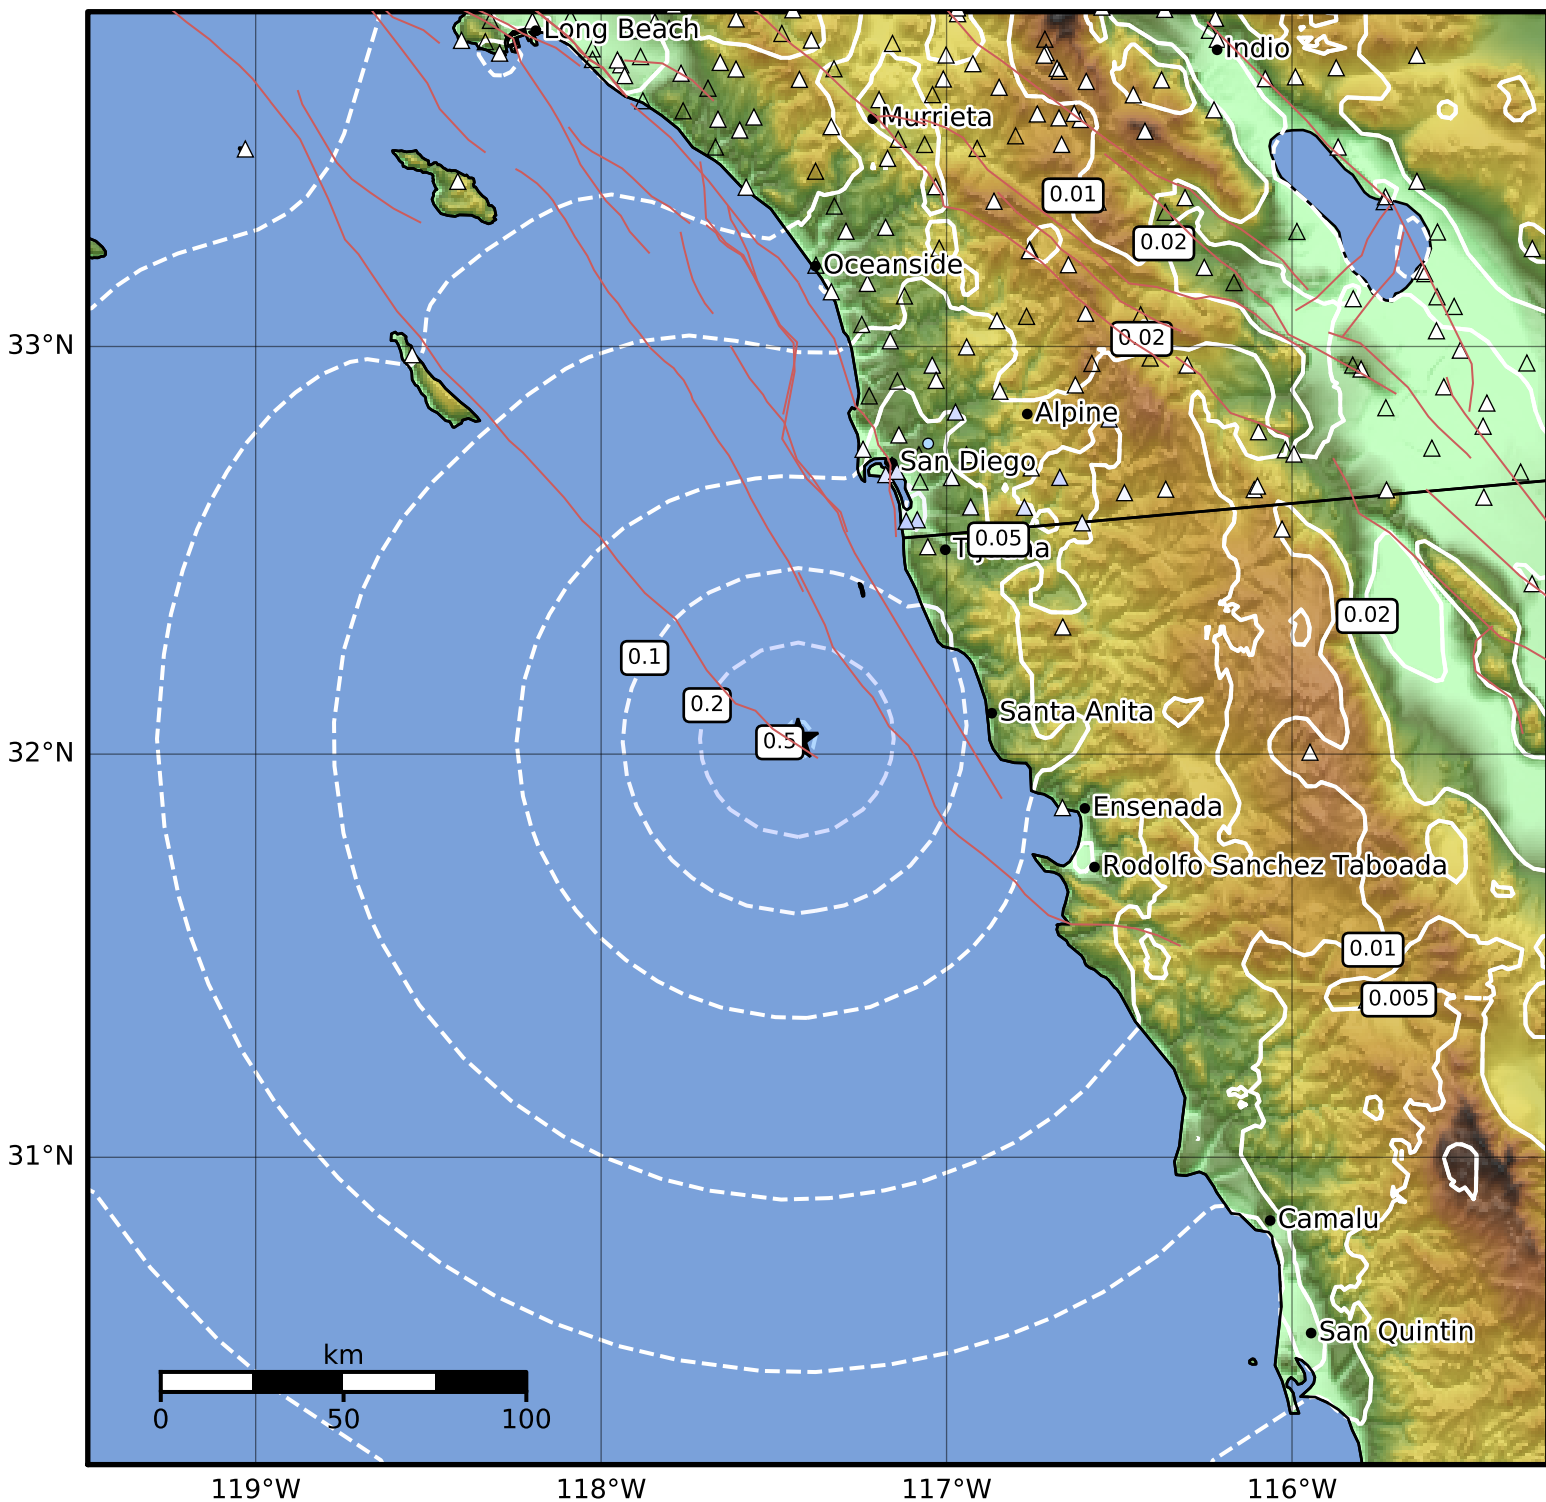 Long Beach
Indio
Murrieta
0.01
0.02
Oceanside
0.02
33°N
Alpine
San Diego
0.05
0.02
0.1
0.2
Santa Anita
0.5
32°N
Ensenada
Rodolfo Sanchez Taboada
0.01
0.005
31°N
Camalu
San Quintin
km
0 50 100
119°W 118°W 117°W 116°W